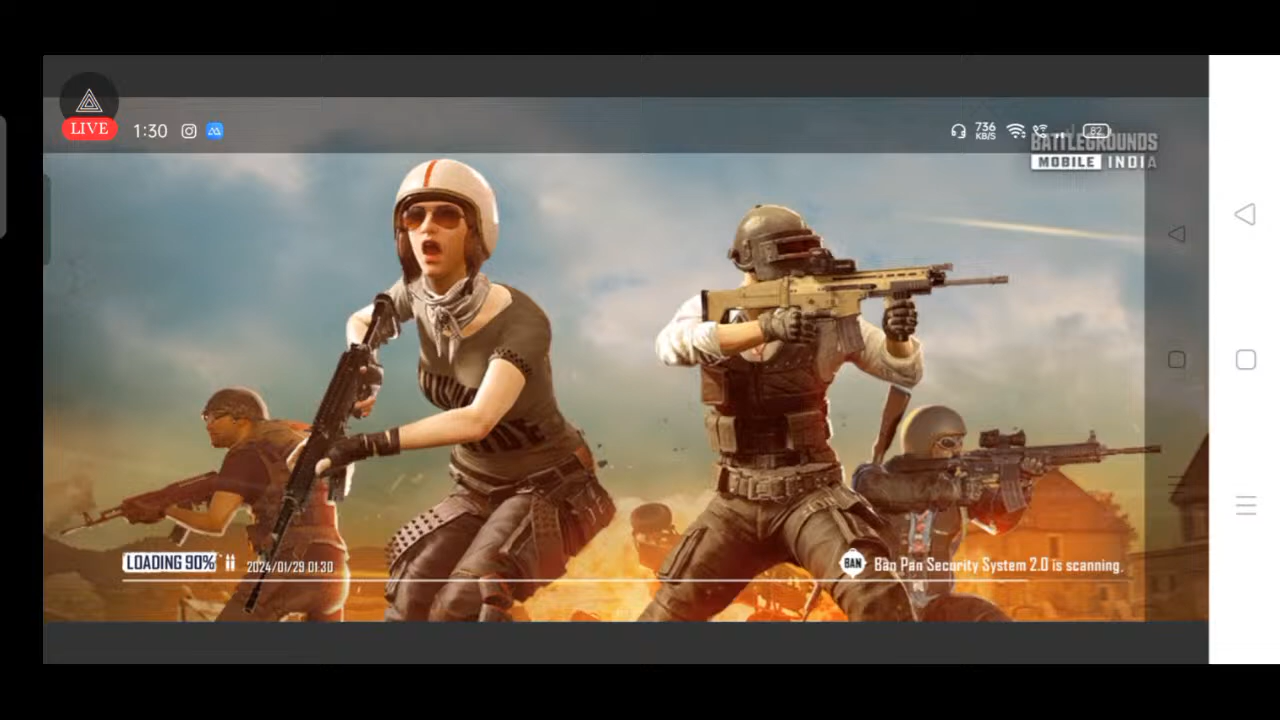 LIVE
1:30
736
KB/S
82
BATTLEGROUNDS
MOBILE INDIA
LOADING 90%
2024/01/29 01:30
BAN
Ban Pan Security System 2.0 is scanning.